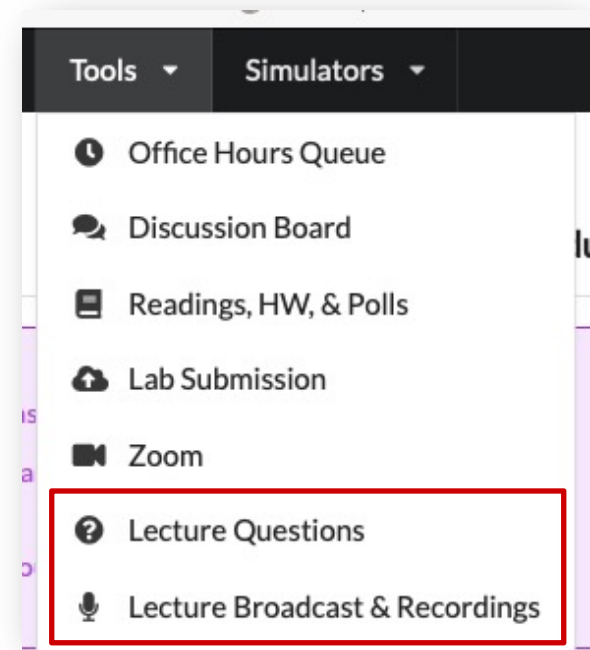 Tools Simulators
Office Hours Queue
Discussion Board
Readings, HW, & Polls
Lab Submission
Zoom
Lecture Questions
Lecture Broadcast & Recordings